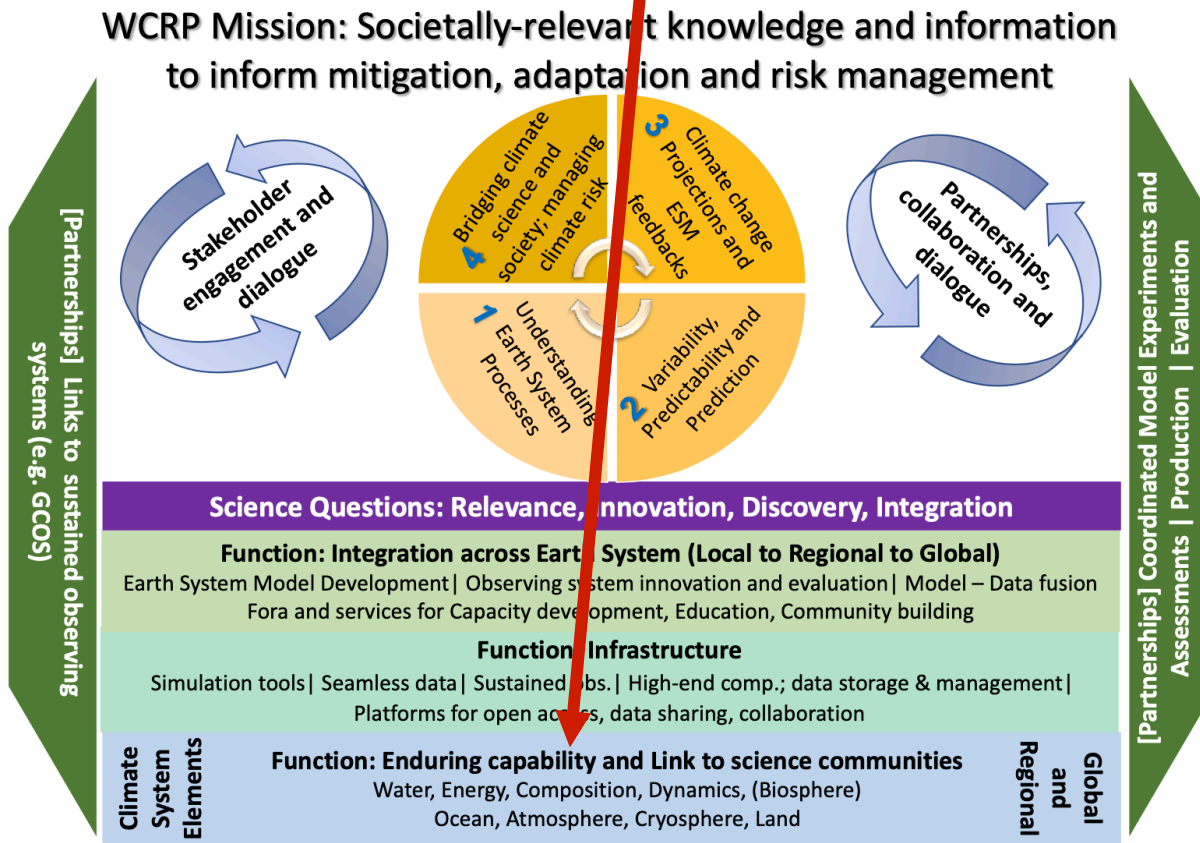 WCRP Mission: Societally-relevant knowledge and information
to inform mitigation, adaptation and risk management
[Partnerships] Links to sustained observing
systems (e.g. GCOS)
Stakeholder
engagement and
dialogue
4
Bridging climate
science and
society; managing
climate risk
3
Climate change
Projections and
ESM
feedbacks
1
Understanding
Earth System
Processes
2
Variability,
Predictability and
Prediction
Partnerships,
collaboration and
dialogue
[Partnerships] Coordinated Model Experiments and
Assessments | Production | Evaluation
Science Questions: Relevance, Innovation, Discovery, Integration
Function: Integration across Earth System (Local to Regional to Global)
Earth System Model Development| Observing system innovation and evaluation| Model – Data fusion
Fora and services for Capacity development, Education, Community building
Function: Infrastructure
Simulation tools| Seamless data| Sustained obs.| High-end comp.; data storage & management|
Platforms for open access, data sharing, collaboration
Climate
System
Elements
Function: Enduring capability and Link to science communities
Water, Energy, Composition, Dynamics, (Biosphere)
Ocean, Atmosphere, Cryosphere, Land
Global
and
Regional